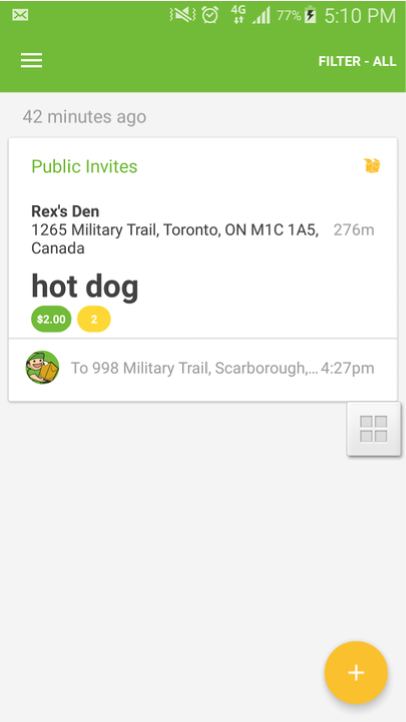 4G 77% 5:10 PM
FILTER - ALL
42 minutes ago
Public Invites
Rex's Den
1265 Military Trail, Toronto, ON M1C 1A5, 276m
Canada
hot dog
$2.00 2
To 998 Military Trail, Scarborough,... 4:27pm
+